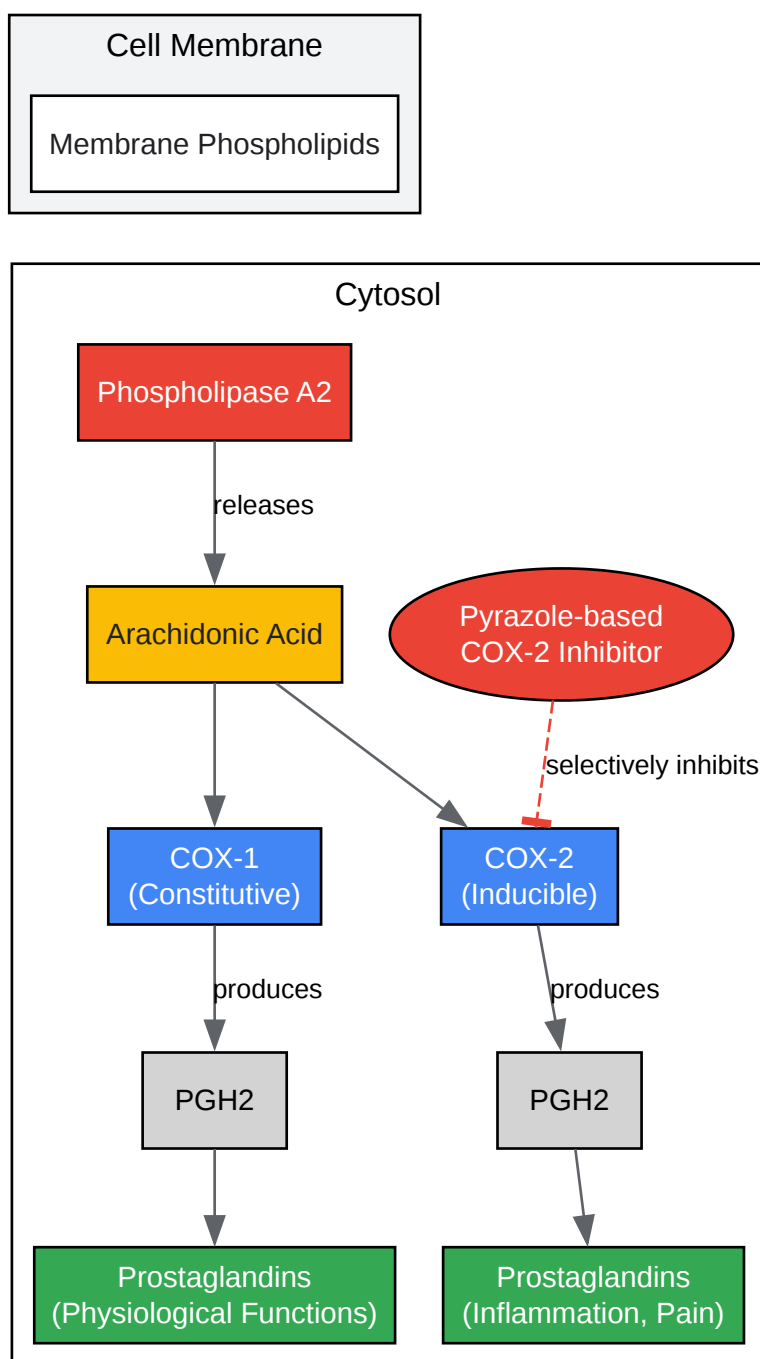 Cell Membrane
Membrane Phospholipids
Cytosol
Phospholipase A2
releases
Arachidonic Acid
Pyrazole-based
COX-2 Inhibitor
selectively inhibits
COX-1
(Constitutive)
COX-2
(Inducible)
produces
produces
PGH2
PGH2
Prostaglandins
(Physiological Functions)
Prostaglandins
(Inflammation, Pain)